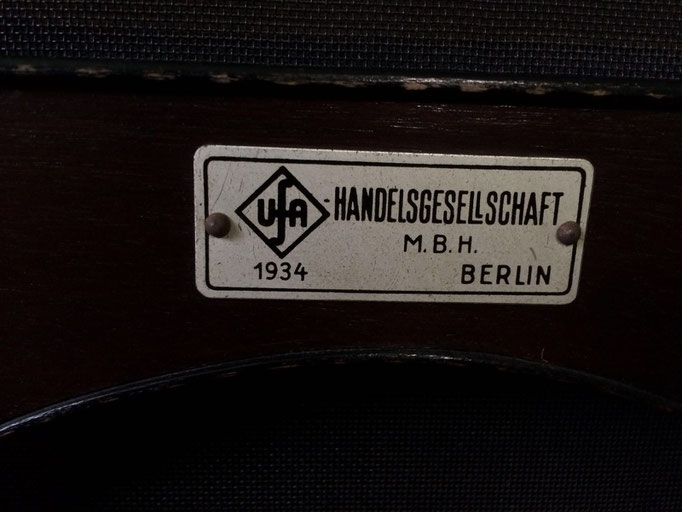 UFA-HANDELSGESELLSCHAFT
M.B.H.
1934 BERLIN